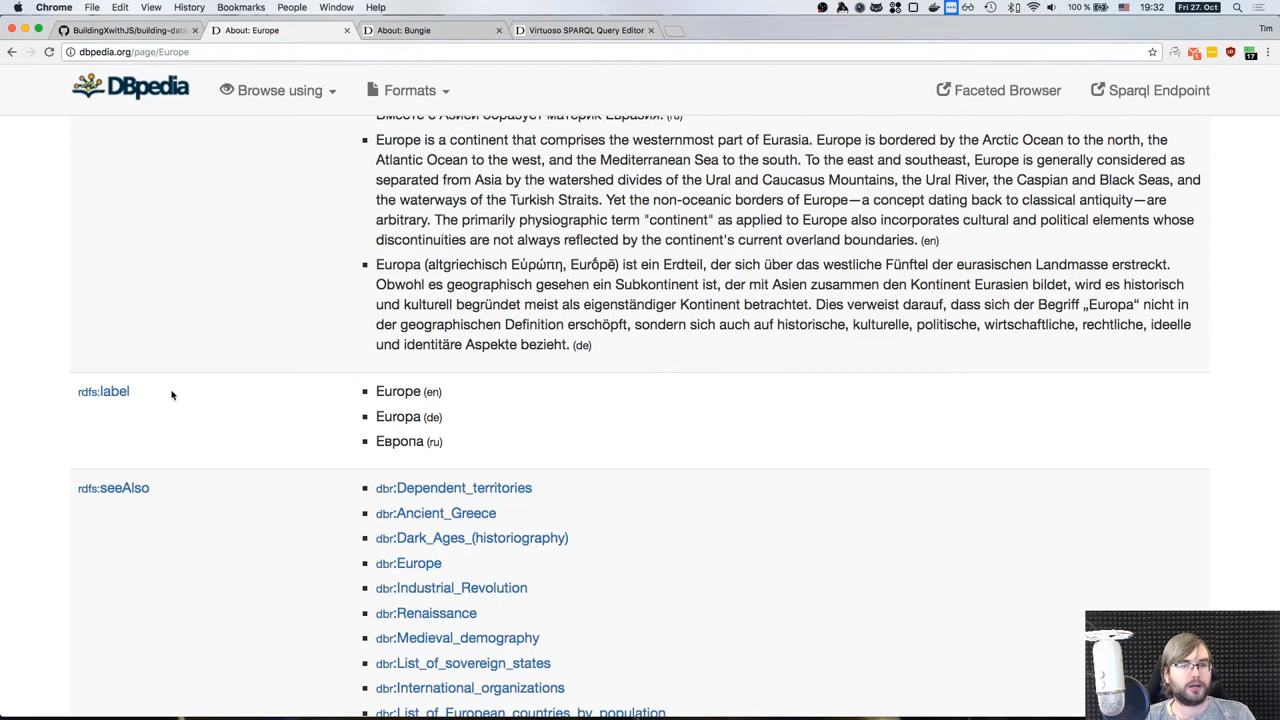 Chrome File Edit View History Bookmarks People Window Help 100 % Fri 27. Oct 19:32
BuildingXwithJS/building-data × About: Europe × About: Bungie × Virtuoso SPARQL Query Editor × Tim
dbpedia.org/page/Europe
DBpedia Browse using Formats Faceted Browser Sparql Endpoint
Вместе с Азией образует материк Евразия. (ru)
Europe is a continent that comprises the westernmost part of Eurasia. Europe is bordered by the Arctic Ocean to the north, the
Atlantic Ocean to the west, and the Mediterranean Sea to the south. To the east and southeast, Europe is generally considered as
separated from Asia by the watershed divides of the Ural and Caucasus Mountains, the Ural River, the Caspian and Black Seas, and
the waterways of the Turkish Straits. Yet the non-oceanic borders of Europe—a concept dating back to classical antiquity—are
arbitrary. The primarily physiographic term "continent" as applied to Europe also incorporates cultural and political elements whose
discontinuities are not always reflected by the continent's current overland boundaries. (en)
Europa (altgriechisch Εὐρώπη, Eurṓpē) ist ein Erdteil, der sich über das westliche Fünftel der eurasischen Landmasse erstreckt.
Obwohl es geographisch gesehen ein Subkontinent ist, der mit Asien zusammen den Kontinent Eurasien bildet, wird es historisch
und kulturell begründet meist als eigenständiger Kontinent betrachtet. Dies verweist darauf, dass sich der Begriff „Europa“ nicht in
der geographischen Definition erschöpft, sondern sich auch auf historische, kulturelle, politische, wirtschaftliche, rechtliche, ideelle
und identitäre Aspekte bezieht. (de)
rdfs:label
Europe (en)
Europa (de)
Европа (ru)
rdfs:seeAlso
dbr:Dependent_territories
dbr:Ancient_Greece
dbr:Dark_Ages_(historiography)
dbr:Europe
dbr:Industrial_Revolution
dbr:Renaissance
dbr:Medieval_demography
dbr:List_of_sovereign_states
dbr:International_organizations
dbr:List_of_European_countries_by_population